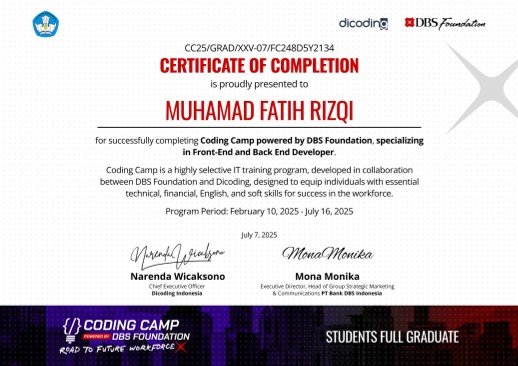 dicoding DBS Foundation
CC25/GRAD/XXV-07/FC248D5Y2134
CERTIFICATE OF COMPLETION
is proudly presented to
MUHAMAD FATIH RIZQI
for successfully completing Coding Camp powered by DBS Foundation, specializing
in Front-End and Back End Developer.
Coding Camp is a highly selective IT training program, developed in collaboration
between DBS Foundation and Dicoding, designed to equip individuals with essential
technical, financial, English, and soft skills for success in the workforce.
Program Period: February 10, 2025 - July 16, 2025
July 7, 2025
Narenda Wicaksono MonaMonika
Narenda Wicaksono Mona Monika
Chief Executive Officer Executive Director, Head of Group Strategic Marketing
Dicoding Indonesia & Communications PT Bank DBS Indonesia
{/} CODING CAMP
POWERED BY DBS FOUNDATION
ROAD TO FUTURE WORKFORCE X
STUDENTS FULL GRADUATE